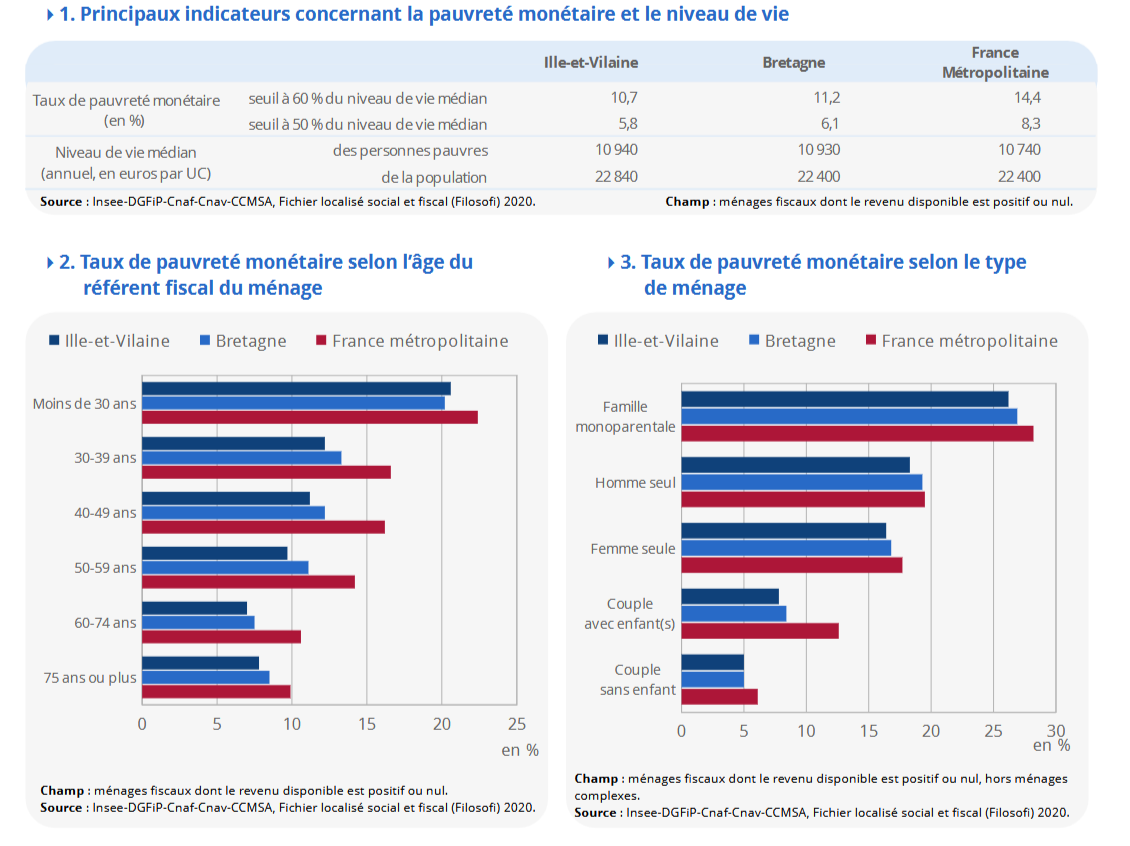 1. Principaux indicateurs concernant la pauvreté monétaire et le niveau de vie
Ille-et-Vilaine Bretagne France Métropolitaine
Taux de pauvreté monétaire (en %) seuil à 60 % du niveau de vie médian 10,7 11,2 14,4
seuil à 50 % du niveau de vie médian 5,8 6,1 8,3
Niveau de vie médian (annuel, en euros par UC) des personnes pauvres 10 940 10 930 10 740
de la population 22 840 22 400 22 400
Source : Insee-DGFiP-Cnaf-Cnav-CCMSA, Fichier localisé social et fiscal (Filosofi) 2020. Champ : ménages fiscaux dont le revenu disponible est positif ou nul.
2. Taux de pauvreté monétaire selon l’âge du
référent fiscal du ménage
Ille-et-Vilaine Bretagne France métropolitaine
Moins de 30 ans
30-39 ans
40-49 ans
50-59 ans
60-74 ans
75 ans ou plus
0 5 10 15 20 25
en %
Champ : ménages fiscaux dont le revenu disponible est positif ou nul.
Source : Insee-DGFiP-Cnaf-Cnav-CCMSA, Fichier localisé social et fiscal (Filosofi) 2020.
3. Taux de pauvreté monétaire selon le type
de ménage
Ille-et-Vilaine Bretagne France métropolitaine
Famille
monoparentale
Homme seul
Femme seule
Couple
avec enfant(s)
Couple
sans enfant
0 5 10 15 20 25 30
en %
Champ : ménages fiscaux dont le revenu disponible est positif ou nul, hors ménages
complexes.
Source : Insee-DGFiP-Cnaf-Cnav-CCMSA, Fichier localisé social et fiscal (Filosofi) 2020.